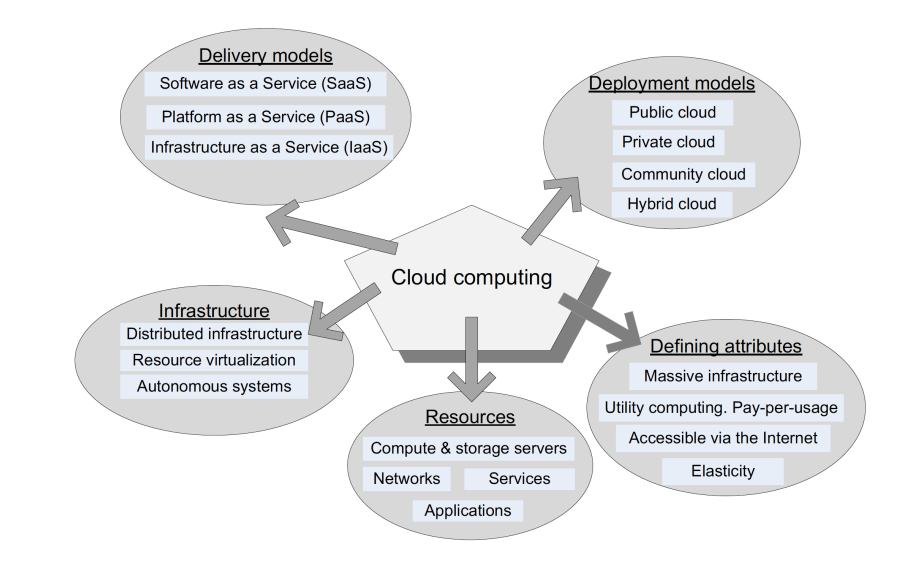 Delivery models
Software as a Service (SaaS)
Platform as a Service (PaaS)
Infrastructure as a Service (IaaS)
Deployment models
Public cloud
Private cloud
Community cloud
Hybrid cloud
Cloud computing
Infrastructure
Distributed infrastructure
Resource virtualization
Autonomous systems
Resources
Compute & storage servers
Networks
Services
Applications
Defining attributes
Massive infrastructure
Utility computing. Pay-per-usage
Accessible via the Internet
Elasticity